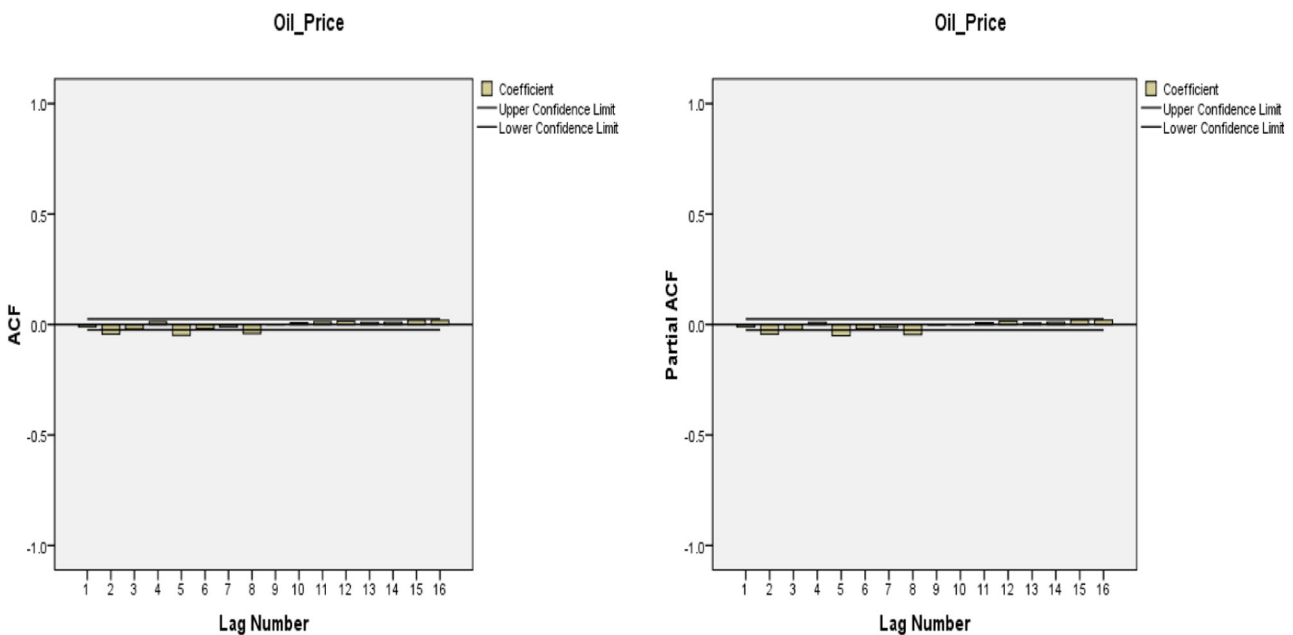 Oil_Price
Coefficient
Upper Confidence Limit
Lower Confidence Limit
1.0
0.5
0.0
-0.5
-1.0
ACF
1 2 3 4 5 6 7 8 9 10 11 12 13 14 15 16
Lag Number
Oil_Price
Coefficient
Upper Confidence Limit
Lower Confidence Limit
1.0
0.5
0.0
-0.5
-1.0
Partial ACF
1 2 3 4 5 6 7 8 9 10 11 12 13 14 15 16
Lag Number